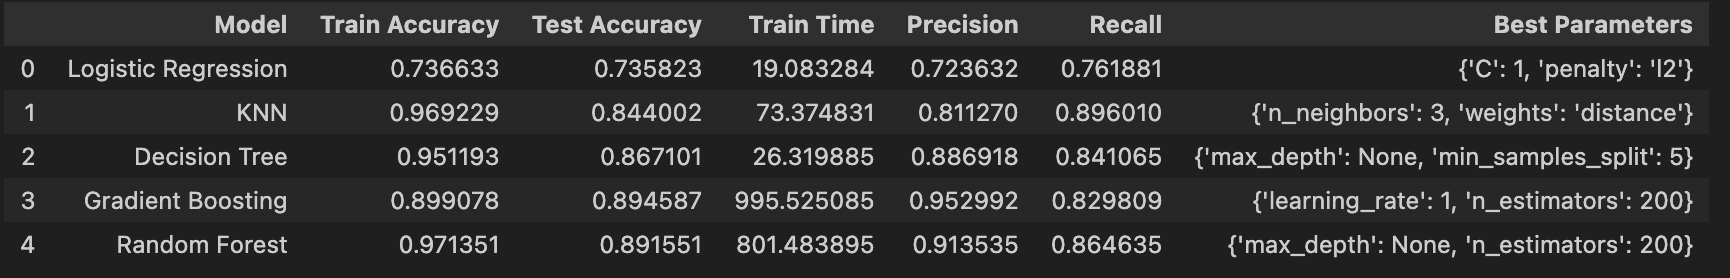 Model Train Accuracy Test Accuracy Train Time Precision Recall Best Parameters
0 Logistic Regression 0.736633 0.735823 19.083284 0.723632 0.761881 {'C': 1, 'penalty': 'l2'}
1 KNN 0.969229 0.844002 73.374831 0.811270 0.896010 {'n_neighbors': 3, 'weights': 'distance'}
2 Decision Tree 0.951193 0.867101 26.319885 0.886918 0.841065 {'max_depth': None, 'min_samples_split': 5}
3 Gradient Boosting 0.899078 0.894587 995.525085 0.952992 0.829809 {'learning_rate': 1, 'n_estimators': 200}
4 Random Forest 0.971351 0.891551 801.483895 0.913535 0.864635 {'max_depth': None, 'n_estimators': 200}